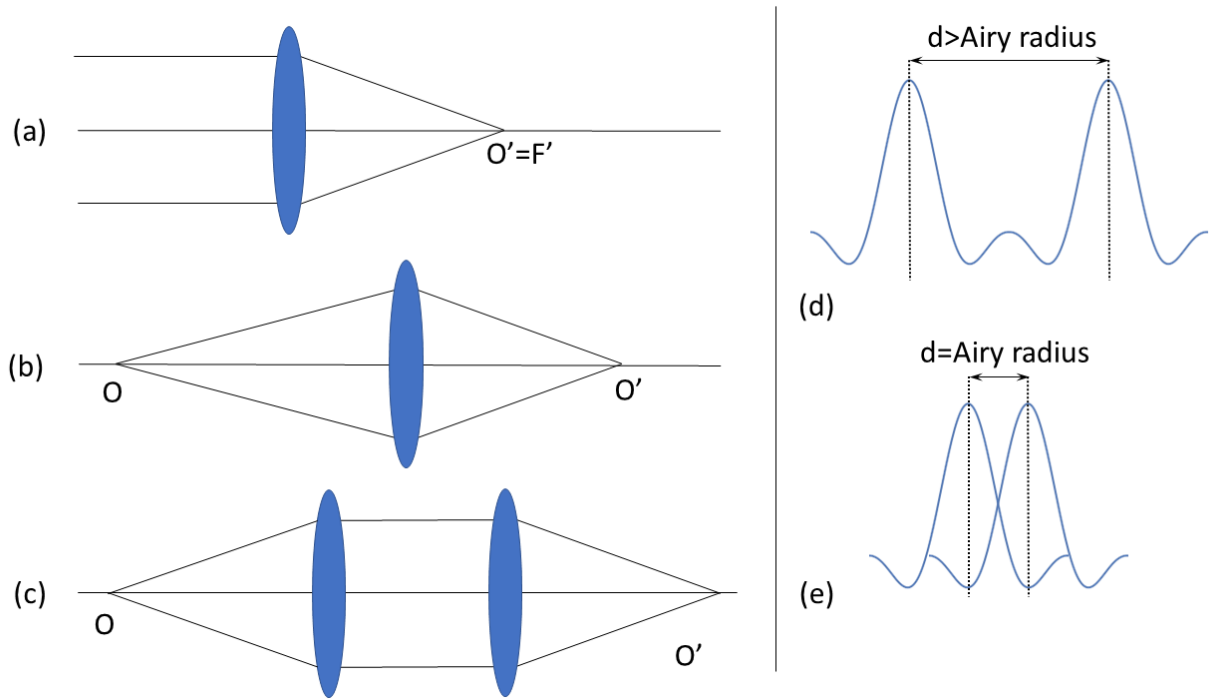 (a)
O’=F’
(b)
O
O’
(c)
O
O’
d>Airy radius
(d)
d=Airy radius
(e)